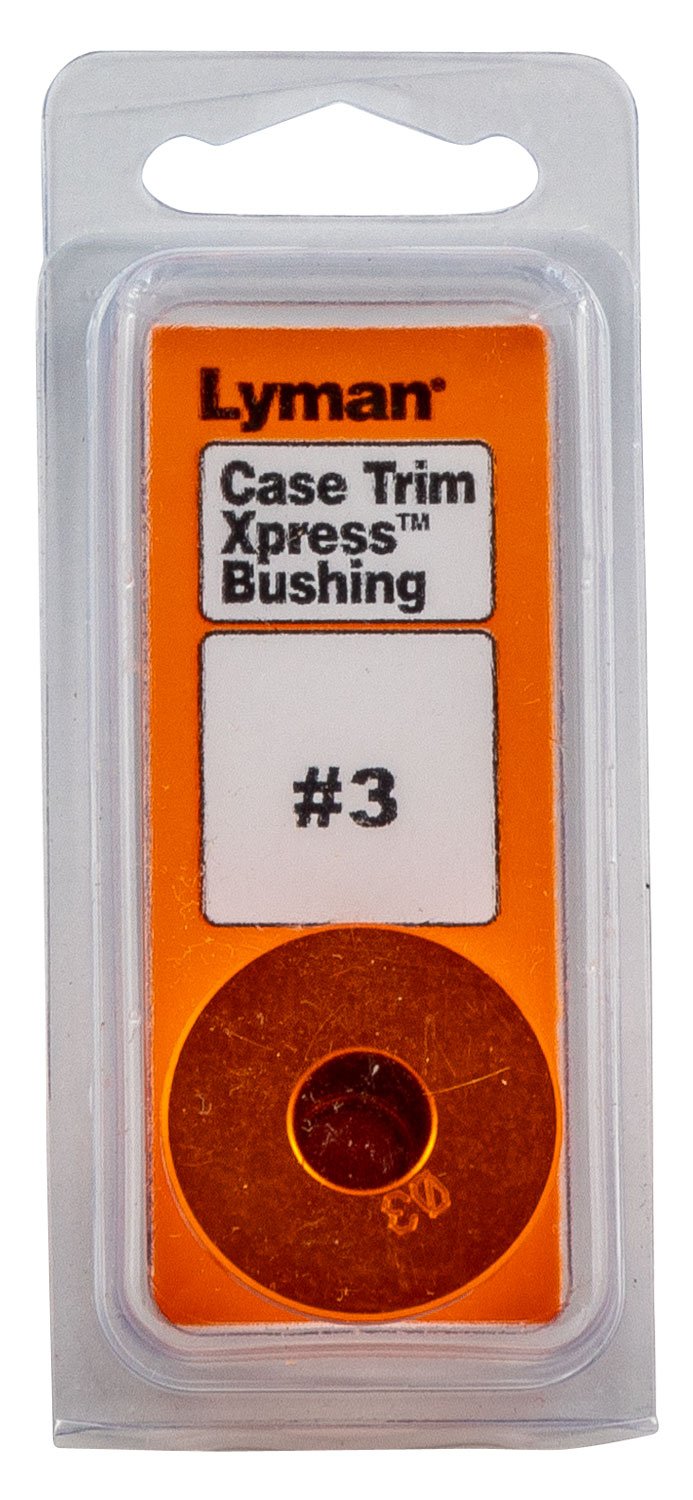 Lyman®
Case Trim
Xpress™
Bushing
#3
03